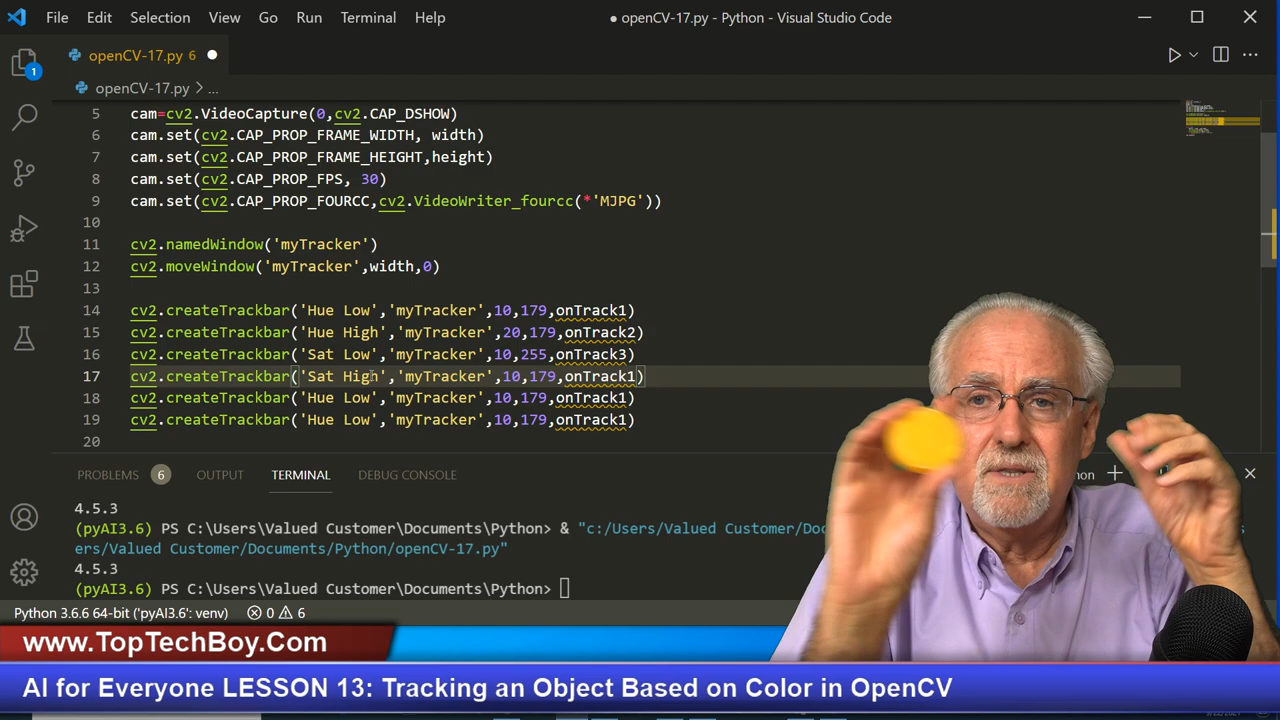 File Edit Selection View Go Run Terminal Help
● openCV-17.py - Python - Visual Studio Code
openCV-17.py 6 ●
1
openCV-17.py > ...
5 cam=cv2.VideoCapture(0,cv2.CAP_DSHOW)
6 cam.set(cv2.CAP_PROP_FRAME_WIDTH, width)
7 cam.set(cv2.CAP_PROP_FRAME_HEIGHT,height)
8 cam.set(cv2.CAP_PROP_FPS, 30)
9 cam.set(cv2.CAP_PROP_FOURCC,cv2.VideoWriter_fourcc(*'MJPG'))
10
11 cv2.namedWindow('myTracker')
12 cv2.moveWindow('myTracker',width,0)
13
14 cv2.createTrackbar('Hue Low','myTracker',10,179,onTrack1)
15 cv2.createTrackbar('Hue High','myTracker',20,179,onTrack2)
16 cv2.createTrackbar('Sat Low','myTracker',10,255,onTrack3)
17 cv2.createTrackbar('Sat High','myTracker',10,179,onTrack1)
18 cv2.createTrackbar('Hue Low','myTracker',10,179,onTrack1)
19 cv2.createTrackbar('Hue Low','myTracker',10,179,onTrack1)
20
PROBLEMS 6 OUTPUT TERMINAL DEBUG CONSOLE
4.5.3
(pyAI3.6) PS C:\Users\Valued Customer\Documents\Python> & "c:/Users/Valued Customer/Docu
ers/Valued Customer/Documents/Python/openCV-17.py"
4.5.3
(pyAI3.6) PS C:\Users\Valued Customer\Documents\Python>
Python 3.6.6 64-bit ('pyAI3.6': venv) 0 6
www.TopTechBoy.Com
AI for Everyone LESSON 13: Tracking an Object Based on Color in OpenCV